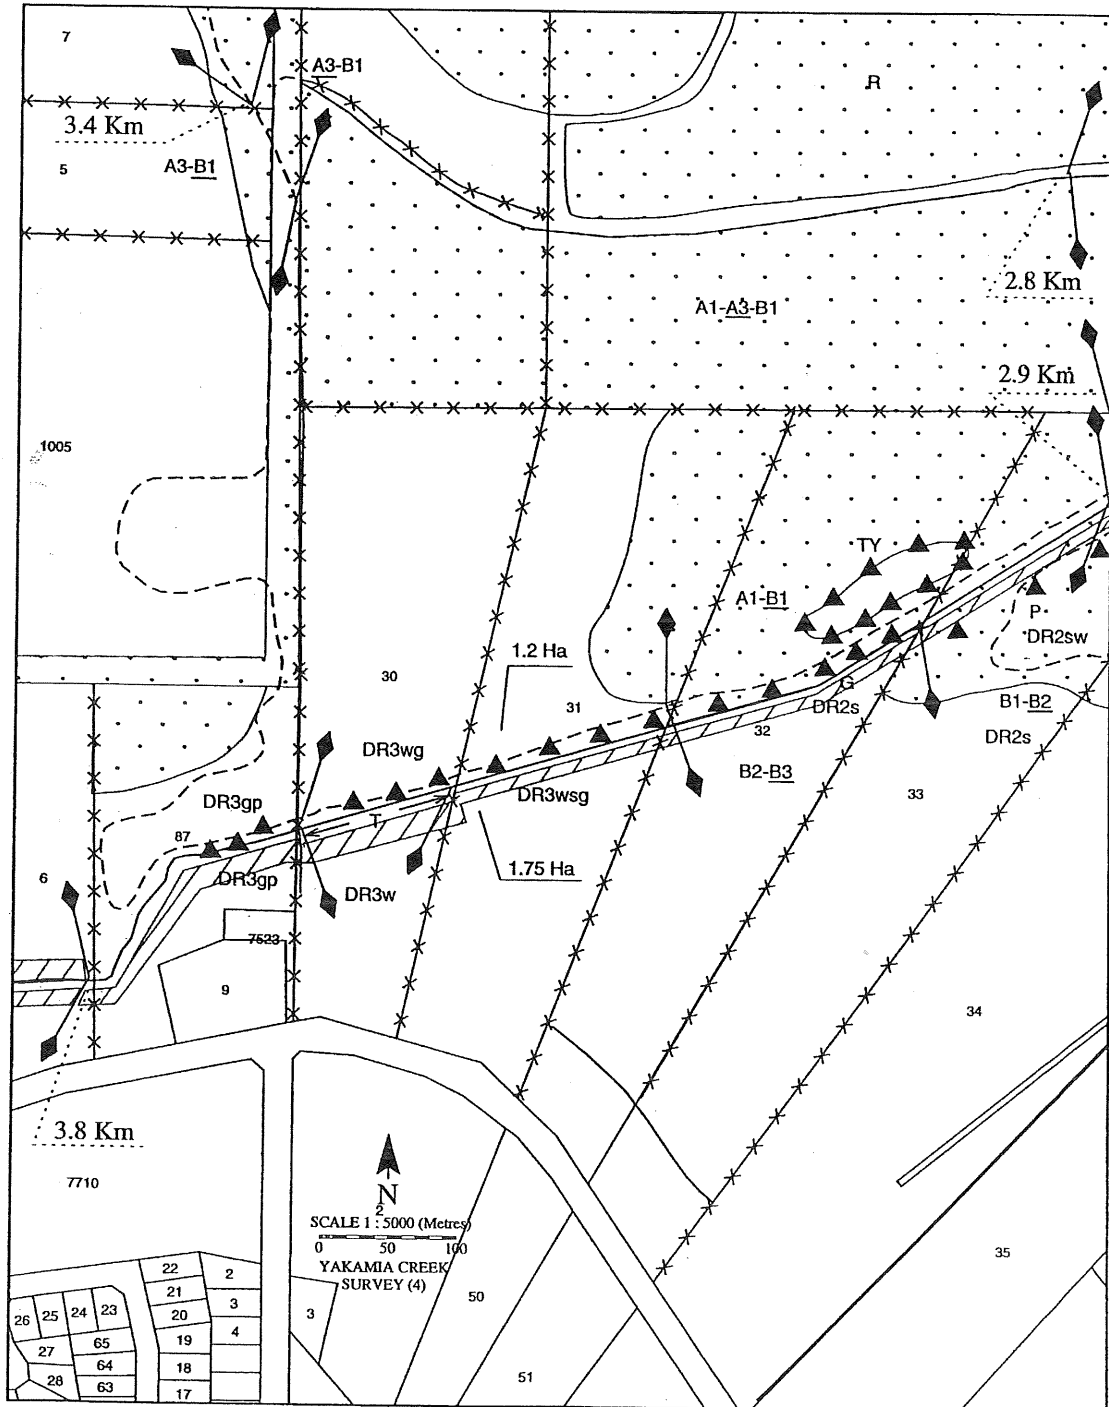 7
A3-B1
R
3.4 Km
5
A3-B1
2.8 Km
A1-A3-B1
2.9 Km
1005
TY
A1-B1
P
DR2sw
1.2 Ha
30
31
G
DR2s
B1-B2
32
DR2s
DR3wg
B2-B3
DR3wsg
33
DR3gp
T
87
1.75 Ha
6
DR3gp
DR3w
7523
9
34
3.8 Km
7710
N
2
SCALE 1 : 5000 (Metres)
0 50 100
YAKAMIA CREEK
SURVEY (4)
35
22
2
21
3
20
4
19
18
17
26
25
24
23
27
65
64
28
63
3
50
51